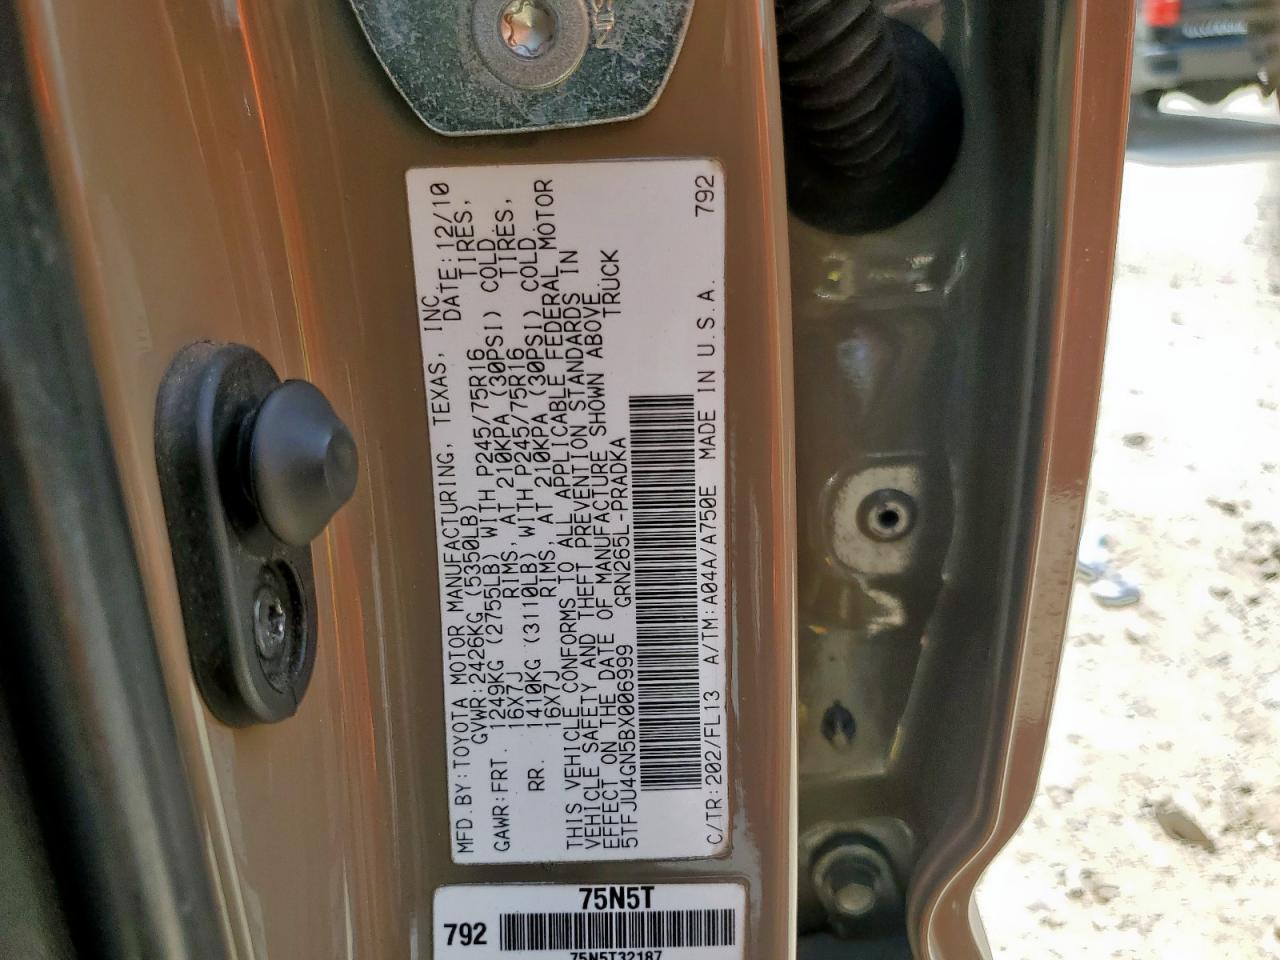 MFD.BY:TOYOTA MOTOR MANUFACTURING, TEXAS, INC.
GVWR:2426KG (5350LB) DATE:12/10
GAWR:FRT. 1249KG (2755LB) WITH P245/75R16 TIRES,
16X7J RIMS, AT 210KPA (30PSI) COLD
RR. 1410KG (3110LB) WITH P245/75R16 TIRES,
16X7J RIMS, AT 210KPA (30PSI) COLD
THIS VEHICLE CONFORMS TO ALL APPLICABLE FEDERAL MOTOR
VEHICLE SAFETY AND THEFT PREVENTION STANDARDS IN
EFFECT ON THE DATE OF MANUFACTURE SHOWN ABOVE.
5TFJU4GN5BX006999 GRN265L-PRADKA TRUCK
C/TR:202/FL13 A/TM:A04A/A750E MADE IN U.S.A. 792
75N5T
792
75N5T32187